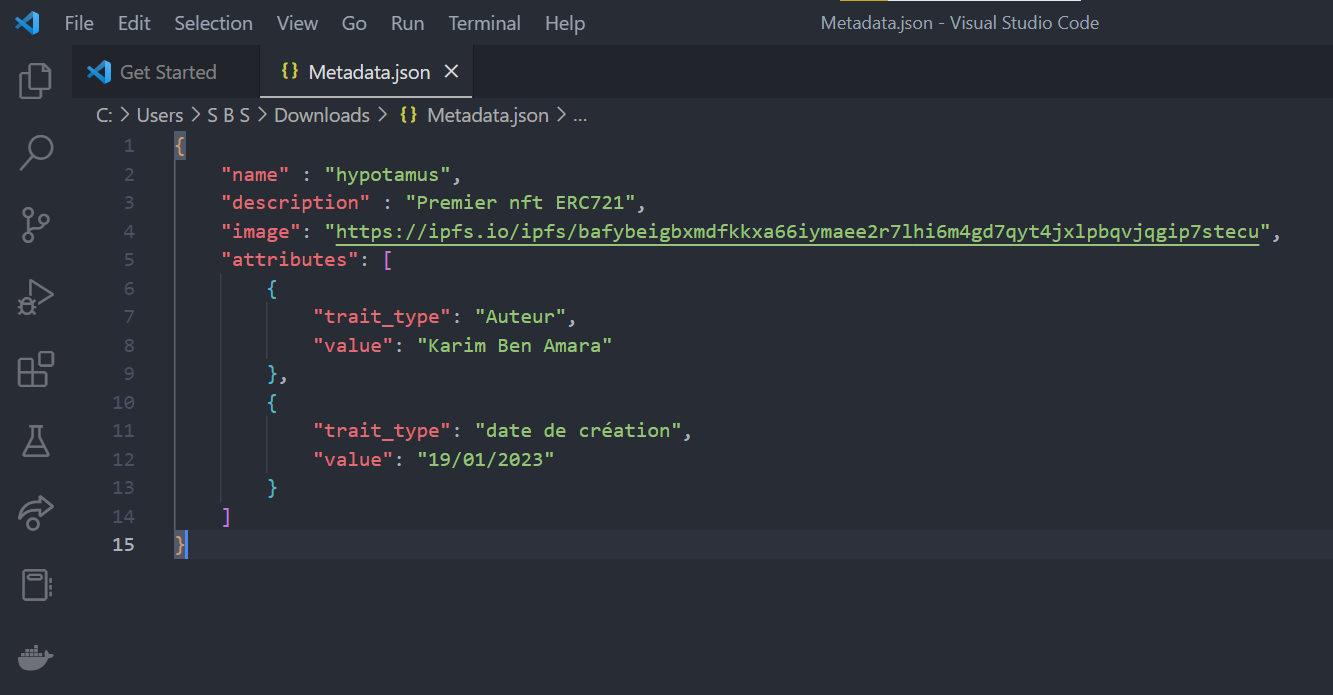 File Edit Selection View Go Run Terminal Help Metadata.json - Visual Studio Code
Get Started {} Metadata.json ×
C: > Users > S B S > Downloads > {} Metadata.json > ...
1 {
2 "name" : "hypotamus",
3 "description" : "Premier nft ERC721",
4 "image": "https://ipfs.io/ipfs/bafybeigbxmdfkkxa66iymaee2r7lhi6m4gd7qyt4jxlpbqvjqgip7stecu",
5 "attributes": [
6 {
7 "trait_type": "Auteur",
8 "value": "Karim Ben Amara"
9 },
10 {
11 "trait_type": "date de création",
12 "value": "19/01/2023"
13 }
14 ]
15 }